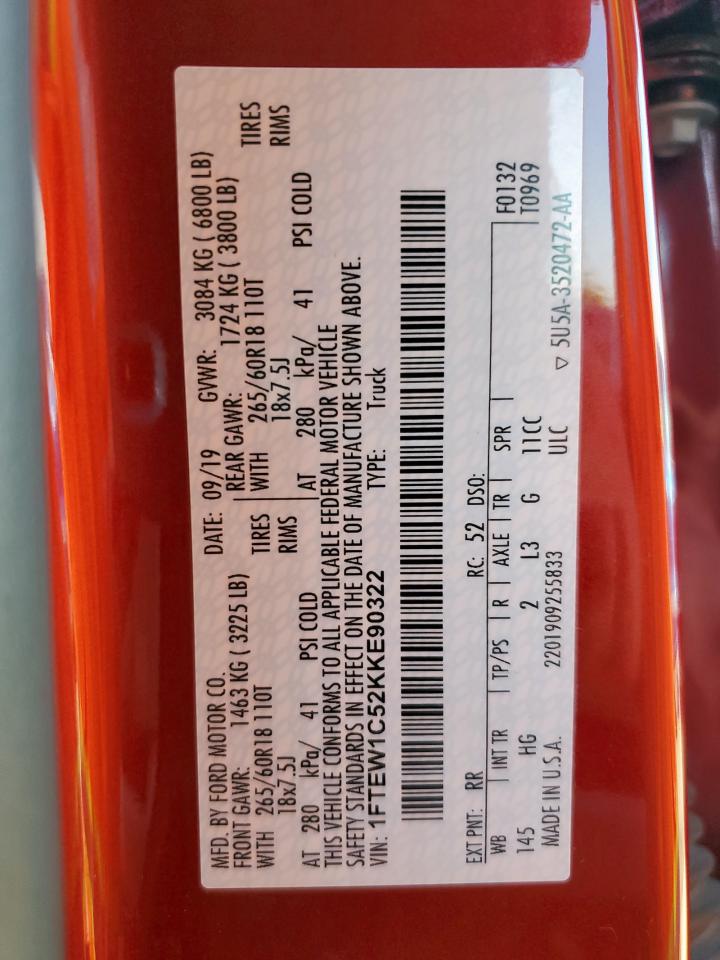 MFD. BY FORD MOTOR CO. DATE: 09/19 GVWR: 3084 KG ( 6800 LB)
FRONT GAWR: 1463 KG ( 3225 LB) REAR GAWR: 1724 KG ( 3800 LB)
WITH 265/60R18 110T TIRES WITH 265/60R18 110T TIRES
18x7.5J RIMS 18x7.5J RIMS
AT 280 kPa/ 41 PSI COLD AT 280 kPa/ 41 PSI COLD
THIS VEHICLE CONFORMS TO ALL APPLICABLE FEDERAL MOTOR VEHICLE
SAFETY STANDARDS IN EFFECT ON THE DATE OF MANUFACTURE SHOWN ABOVE.
VIN: 1FTEW1C52KKE90322 TYPE: Truck
EXT PNT: RR RC: 52 DSO:
WB INT TR TP/PS R AXLE TR SPR F0132
145 HG 2 L3 G 11CC T0969
MADE IN U.S.A. 2201909255833 ULC ▽ 5U5A-3520472-AA